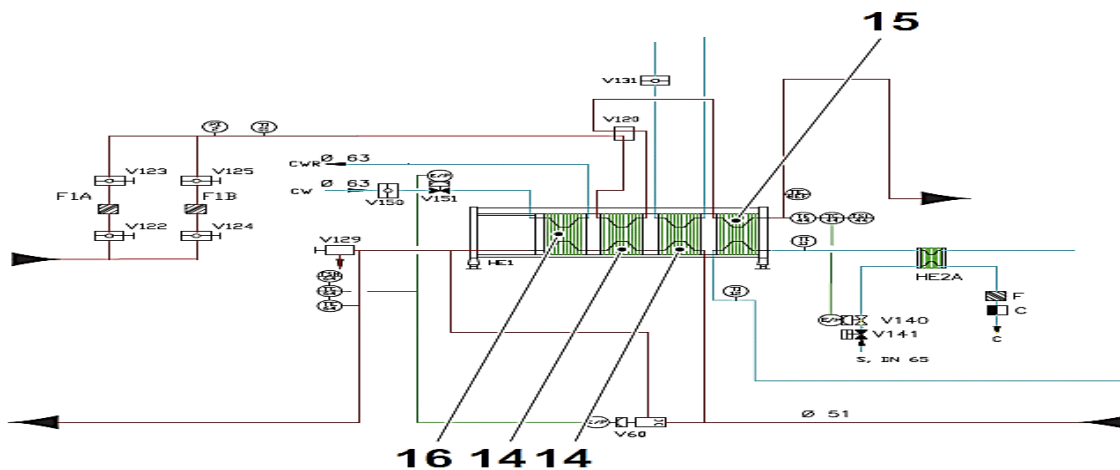 15
V131
V120
V123
V125
CWR
Ø 63
F1A
F1B
CW
Ø 63
V150
V151
V122
V124
V129
HE1
HE2A
F
C
V140
V141
C
S, DN 65
Ø 51
V60
16 14 14